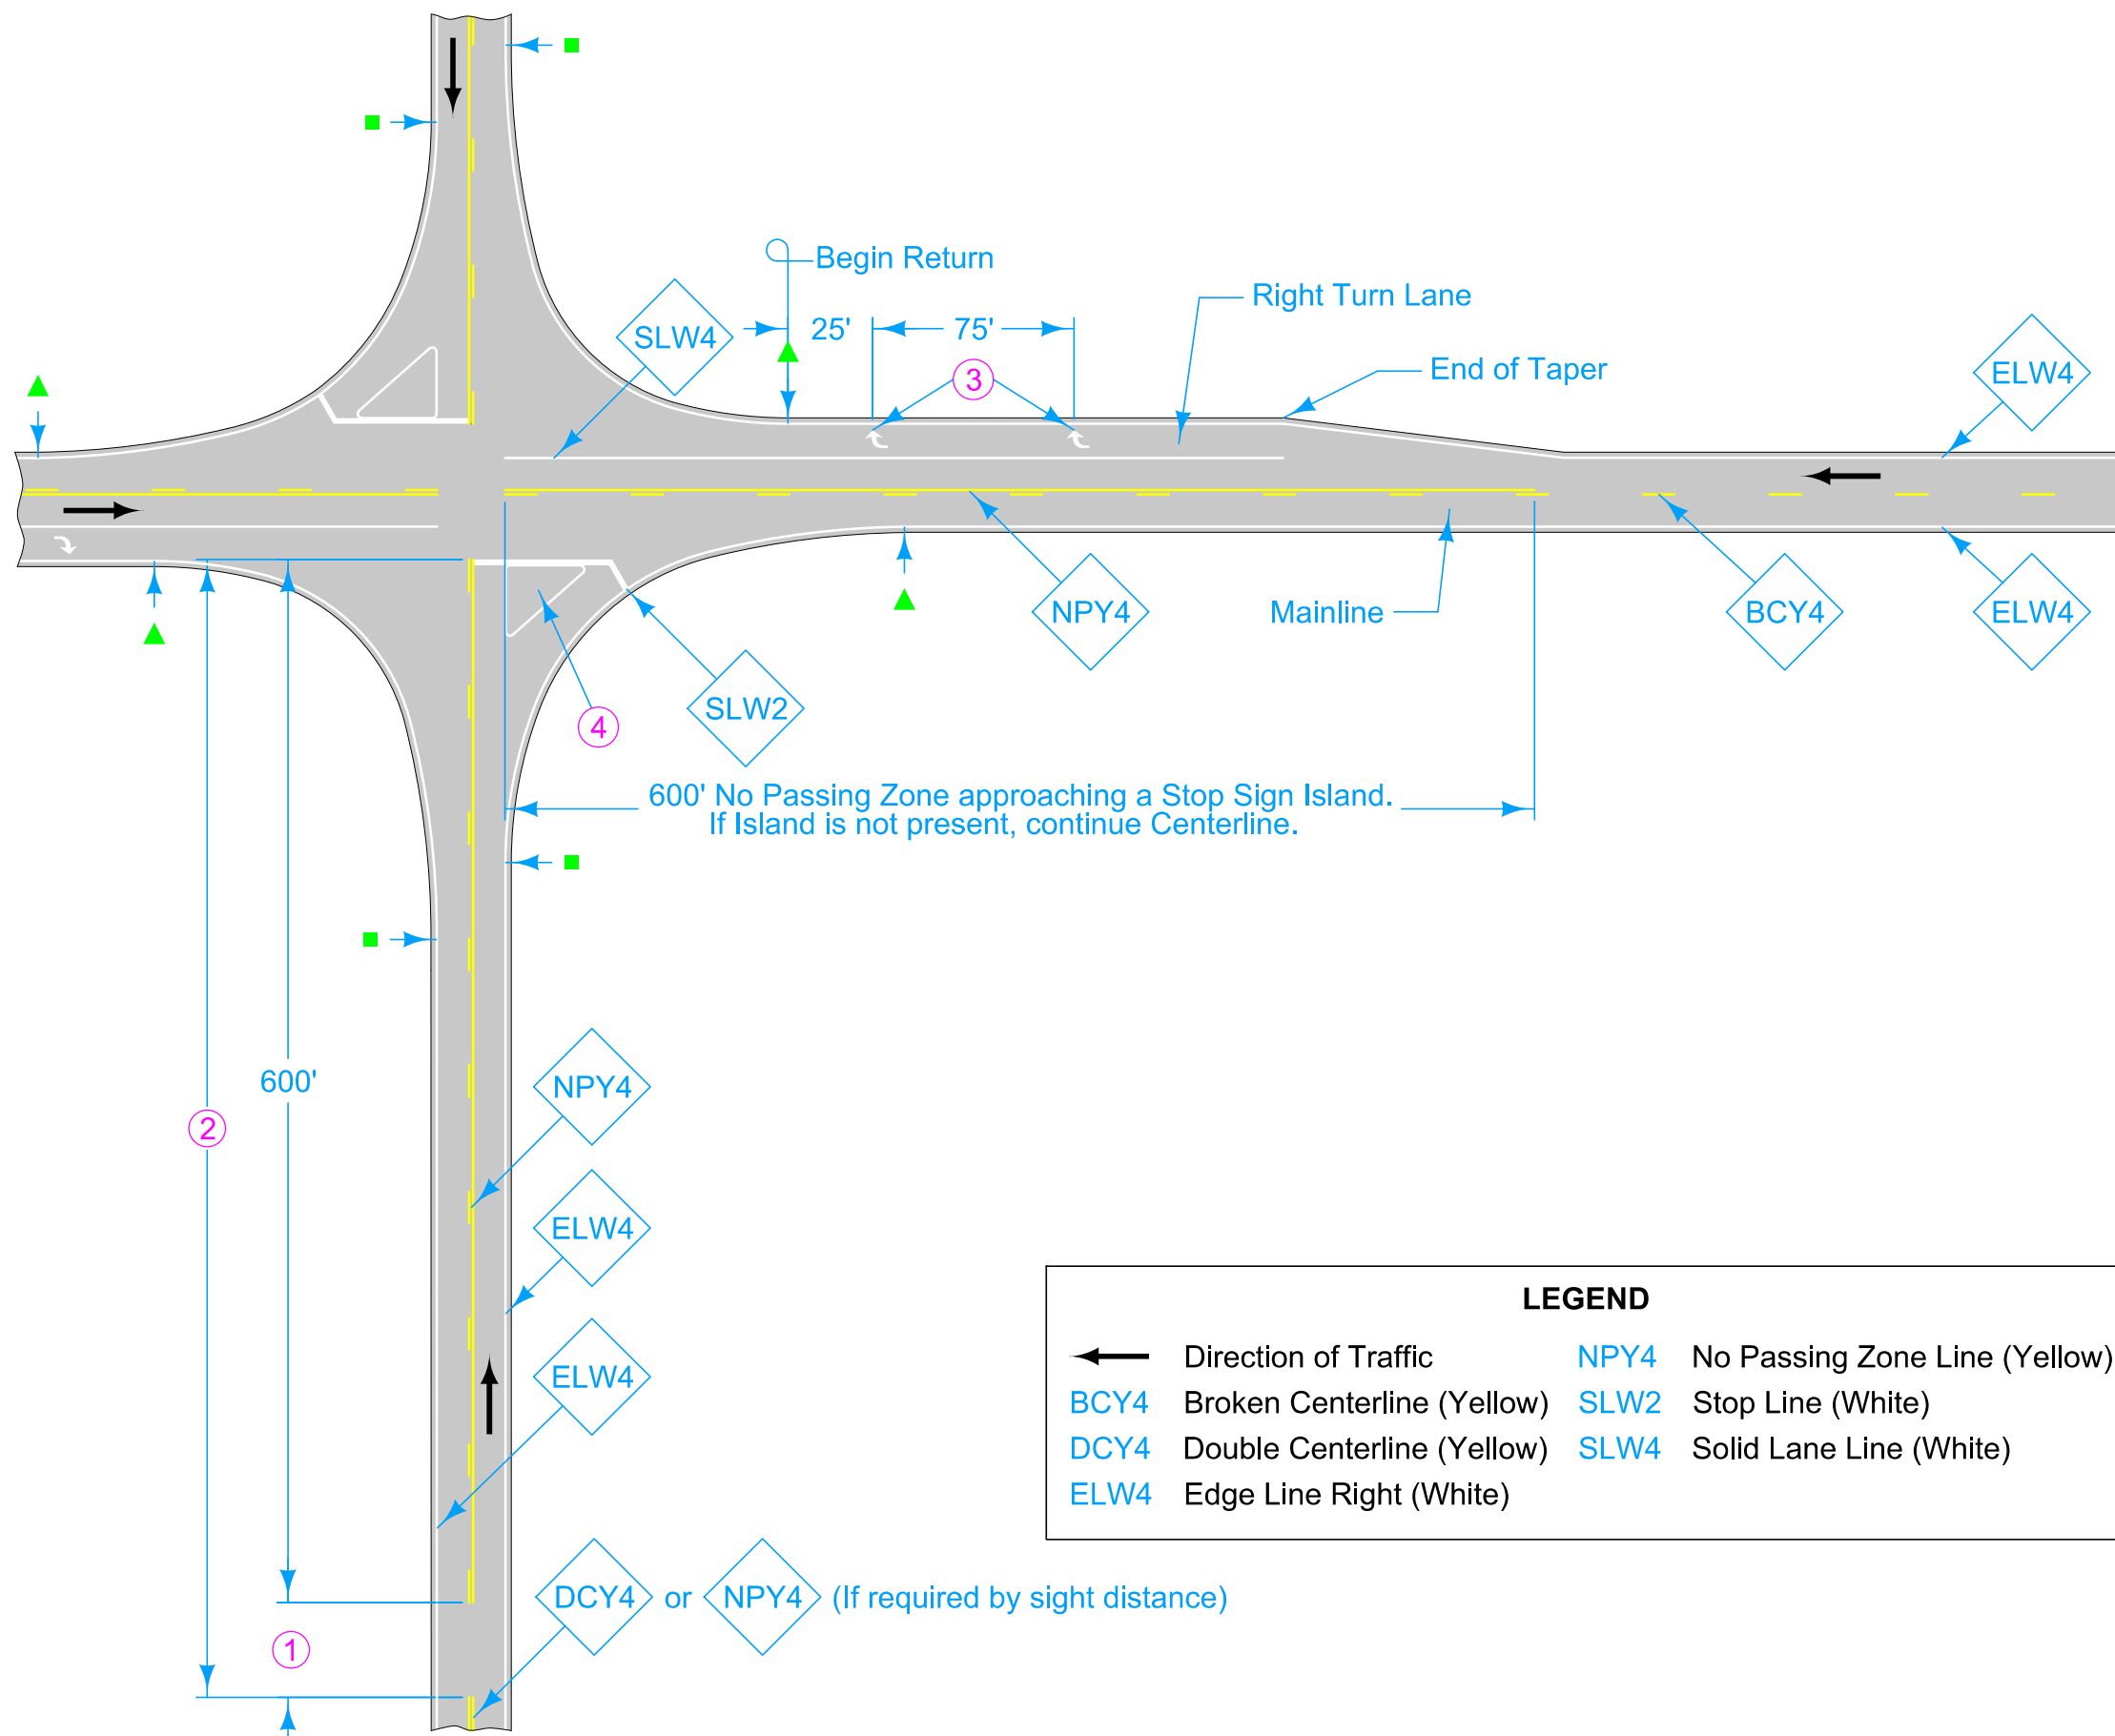 Begin Return
Right Turn Lane
SLW4
25'
75'
3
End of Taper
ELW4
NPY4
Mainline
BCY4
ELW4
SLW2
4
600' No Passing Zone approaching a Stop Sign Island.
If Island is not present, continue Centerline.
600'
2
NPY4
ELW4
ELW4
DCY4 or NPY4 (If required by sight distance)
1
LEGEND
Direction of Traffic
BCY4 Broken Centerline (Yellow)
DCY4 Double Centerline (Yellow)
ELW4 Edge Line Right (White)
NPY4 No Passing Zone Line (Yellow)
SLW2 Stop Line (White)
SLW4 Solid Lane Line (White)